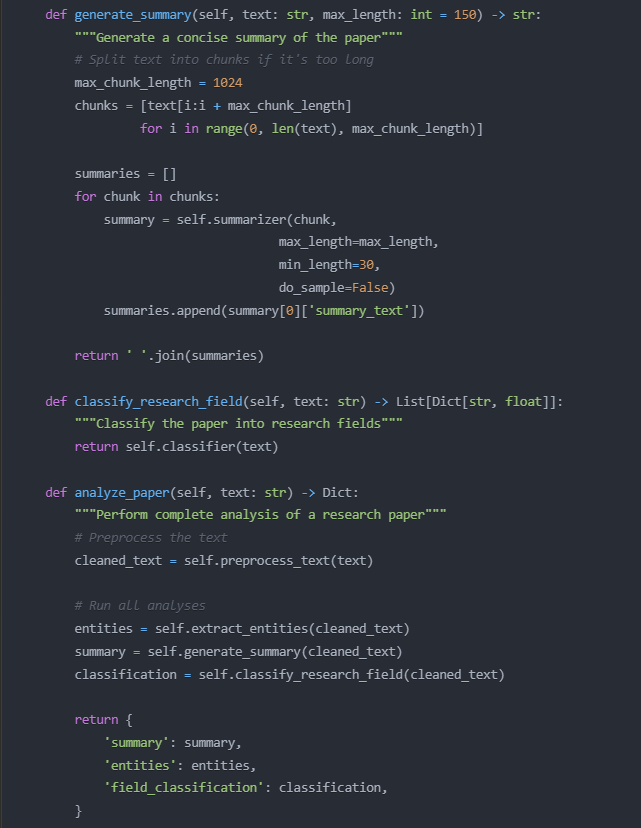 def generate_summary(self, text: str, max_length: int = 150) -> str:
"""Generate a concise summary of the paper"""
# Split text into chunks if it's too long
max_chunk_length = 1024
chunks = [text[i:i + max_chunk_length]
for i in range(0, len(text), max_chunk_length)]
summaries = []
for chunk in chunks:
summary = self.summarizer(chunk,
max_length=max_length,
min_length=30,
do_sample=False)
summaries.append(summary[0]['summary_text'])
return ' '.join(summaries)
def classify_research_field(self, text: str) -> List[Dict[str, float]]:
"""Classify the paper into research fields"""
return self.classifier(text)
def analyze_paper(self, text: str) -> Dict:
"""Perform complete analysis of a research paper"""
# Preprocess the text
cleaned_text = self.preprocess_text(text)
# Run all analyses
entities = self.extract_entities(cleaned_text)
summary = self.generate_summary(cleaned_text)
classification = self.classify_research_field(cleaned_text)
return {
'summary': summary,
'entities': entities,
'field_classification': classification,
}